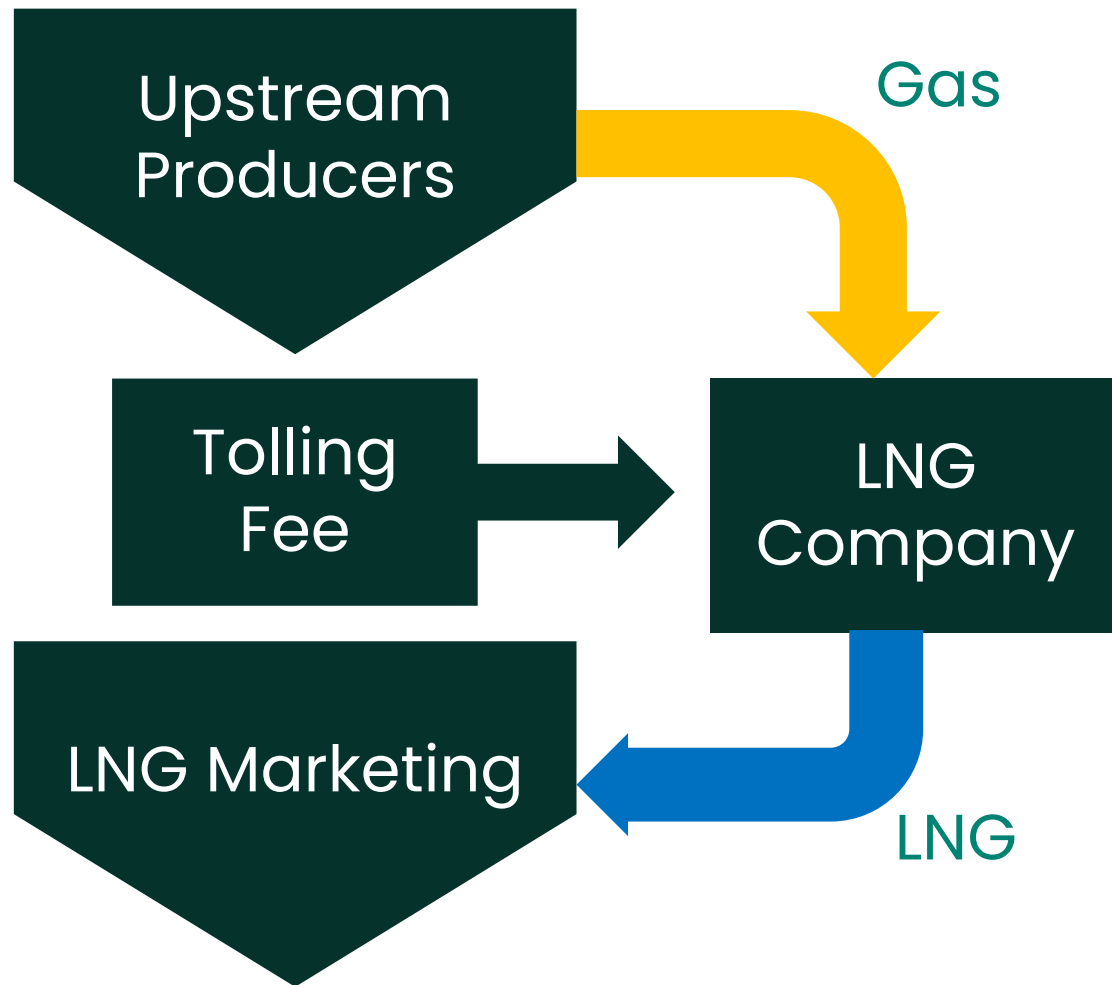 Upstream
Producers
Gas
Tolling
Fee
LNG
Company
LNG Marketing
LNG